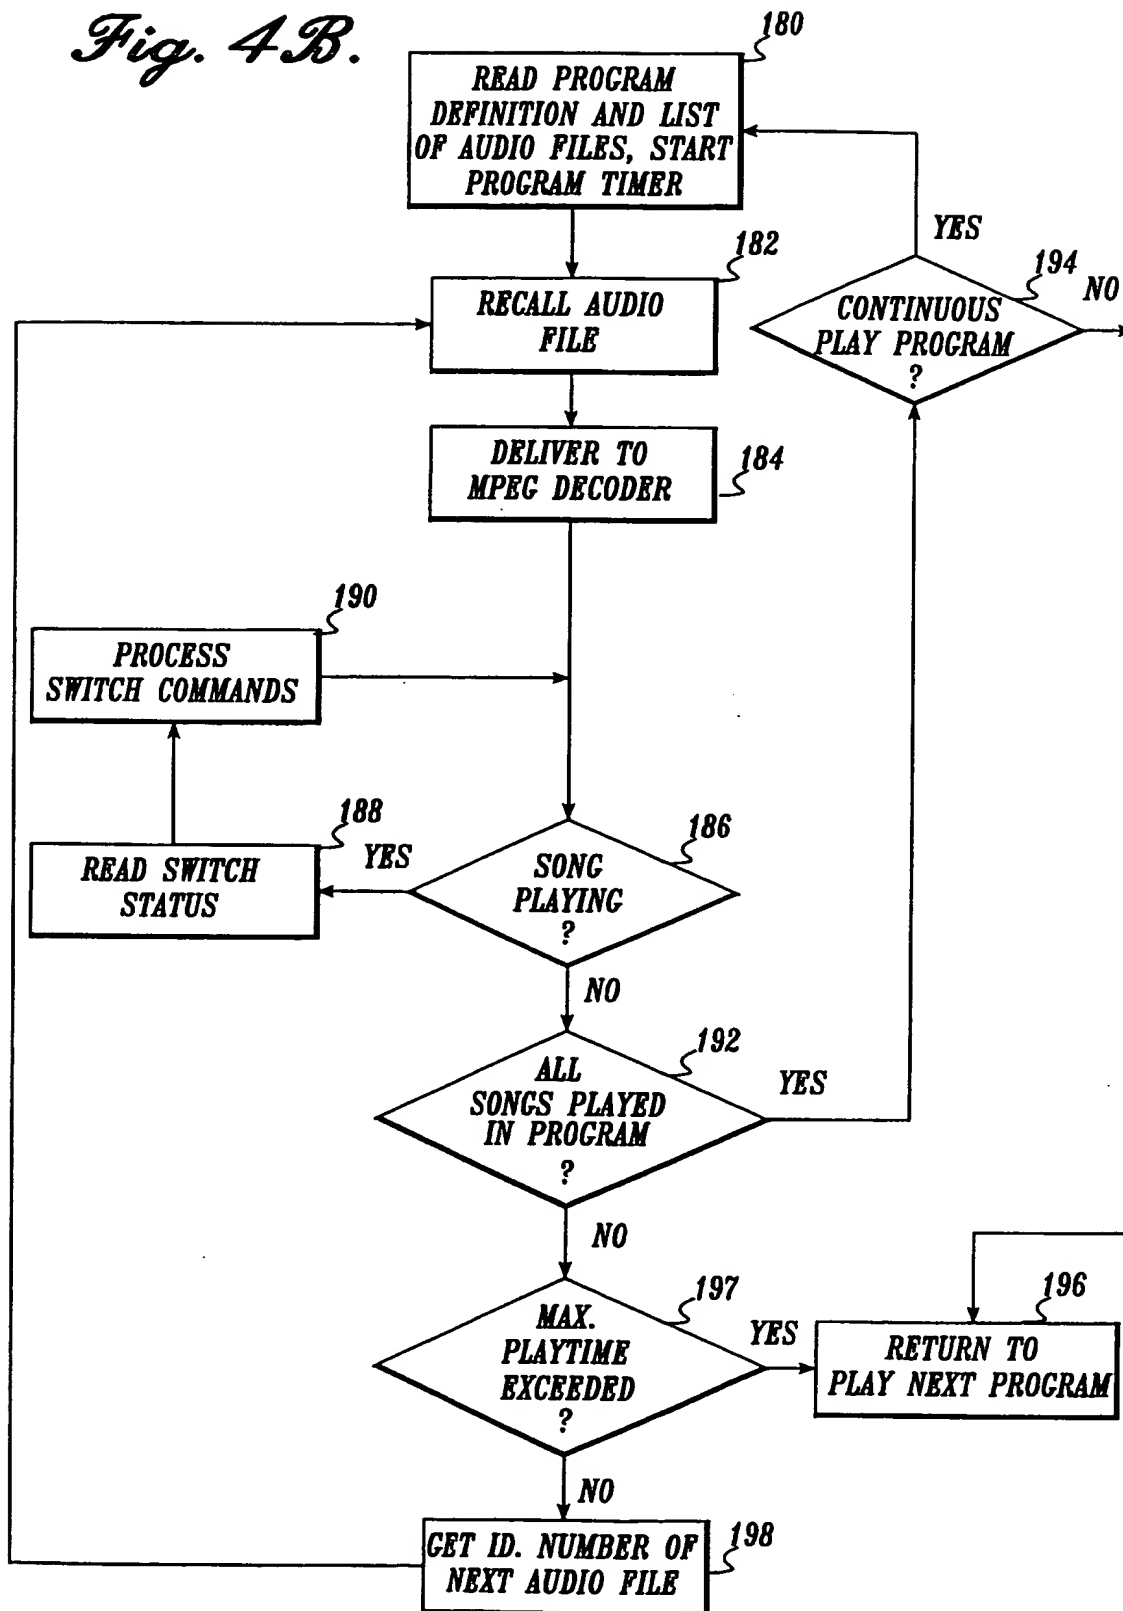 Fig. 4B.
180
READ PROGRAM
DEFINITION AND LIST
OF AUDIO FILES, START
PROGRAM TIMER
YES
182
RECALL AUDIO
FILE
194
NO
CONTINUOUS
PLAY PROGRAM
?
DELIVER TO
MPEG DECODER
184
190
PROCESS
SWITCH COMMANDS
188
READ SWITCH
STATUS
YES
186
SONG
PLAYING
?
NO
192
ALL
SONGS PLAYED
IN PROGRAM
?
YES
NO
197
MAX.
PLAYTIME
EXCEEDED
?
YES
196
RETURN TO
PLAY NEXT PROGRAM
NO
198
GET ID. NUMBER OF
NEXT AUDIO FILE